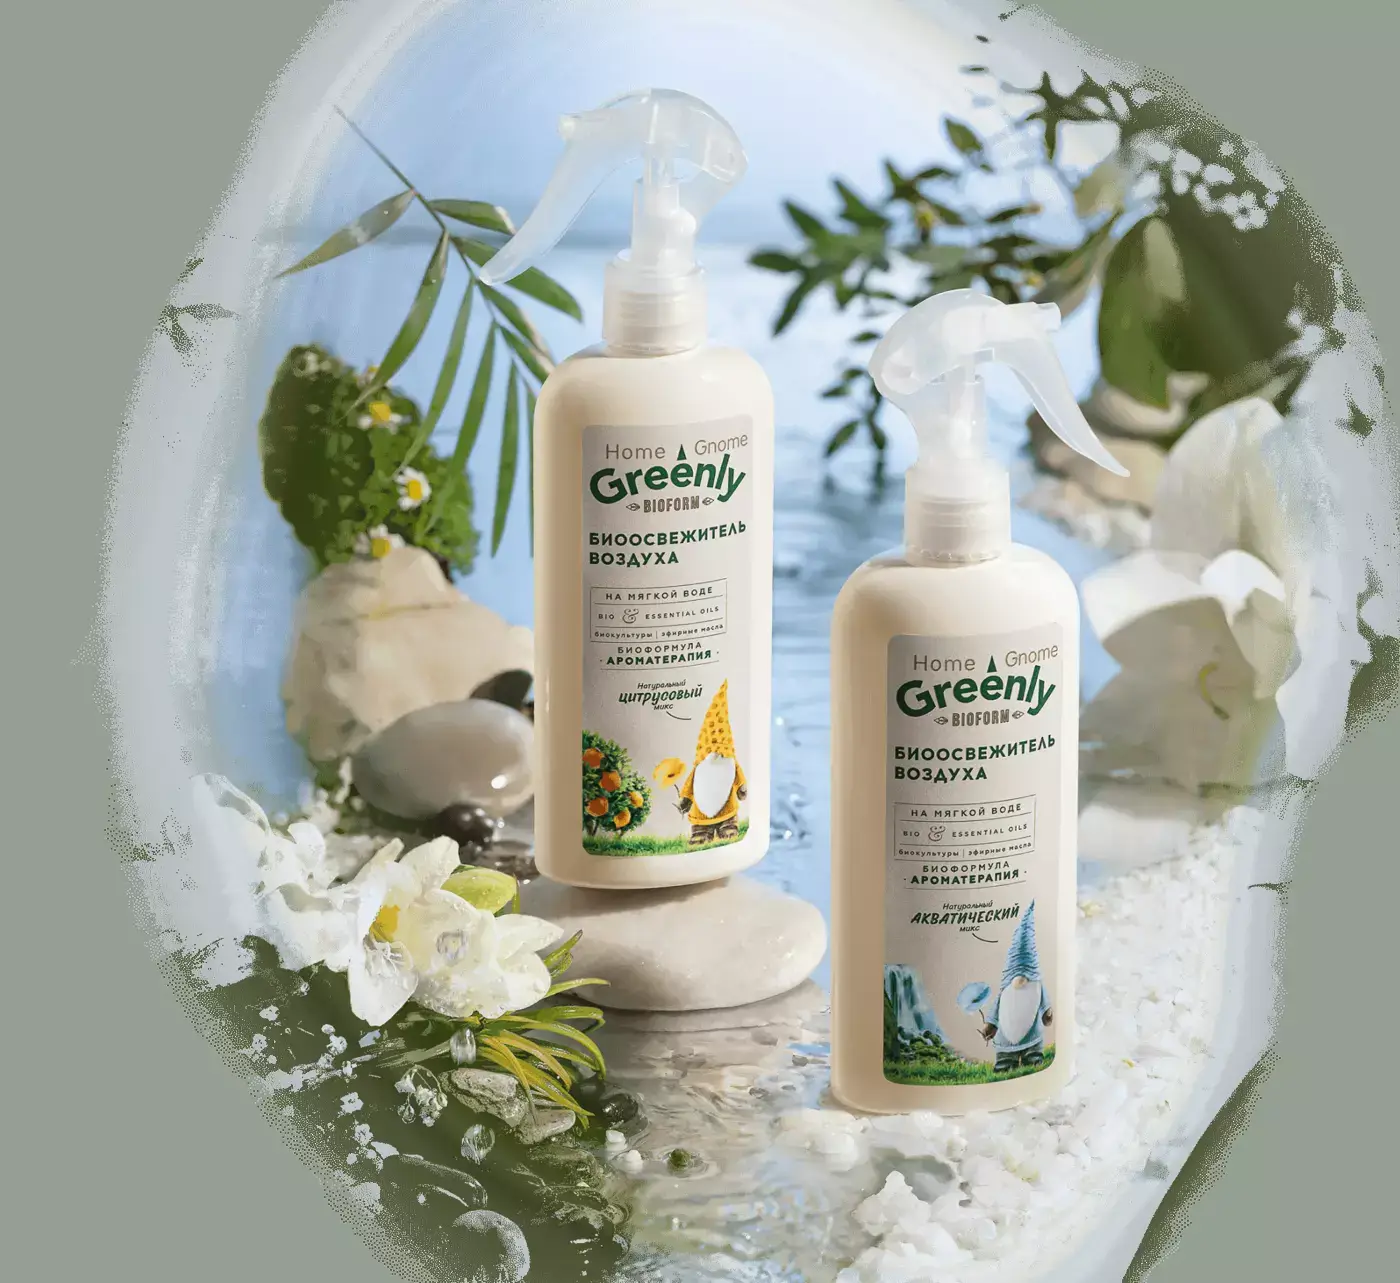 Home Gnome
Greenly
BIOFORM
БИООСВЕЖИТЕЛЬ
ВОЗДУХА
НА МЯГКОЙ ВОДЕ
BIO & ESSENTIAL OILS
биокультуры | эфирные масла
БИОФОРМУЛА
· АРОМАТЕРАПИЯ ·
Натуральный
цитрусовый
микс
Home Gnome
Greenly
BIOFORM
БИООСВЕЖИТЕЛЬ
ВОЗДУХА
НА МЯГКОЙ ВОДЕ
BIO & ESSENTIAL OILS
биокультуры | эфирные масла
БИОФОРМУЛА
· АРОМАТЕРАПИЯ ·
Натуральный
АКВАТИЧЕСКИЙ
микс